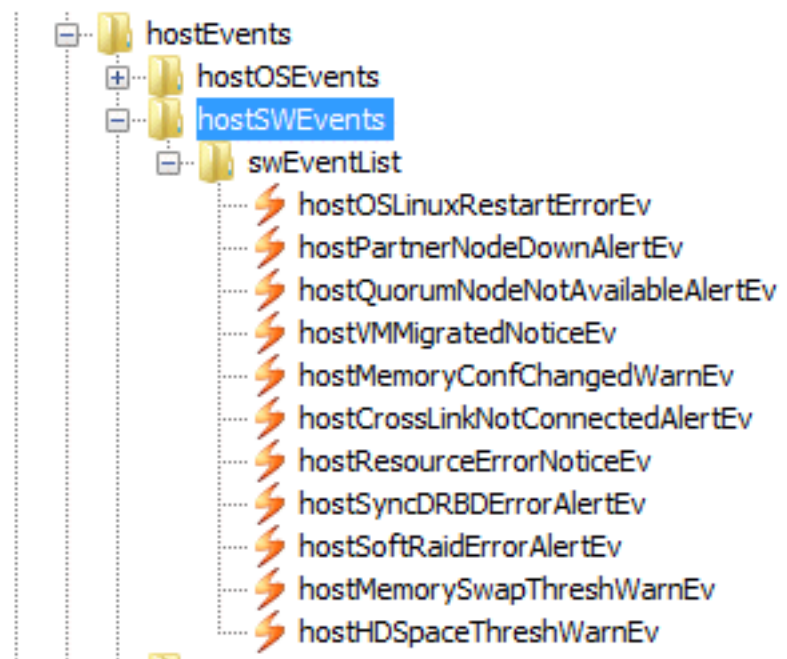 hostEvents
hostOSEvents
hostSWEvents
swEventList
hostOSLinuxRestartErrorEv
hostPartnerNodeDownAlertEv
hostQuorumNodeNotAvailableAlertEv
hostVMMigratedNoticeEv
hostMemoryConfChangedWarnEv
hostCrossLinkNotConnectedAlertEv
hostResourceErrorNoticeEv
hostSyncDRBDErrorAlertEv
hostSoftRaidErrorAlertEv
hostMemorySwapThreshWarnEv
hostHDSpaceThreshWarnEv